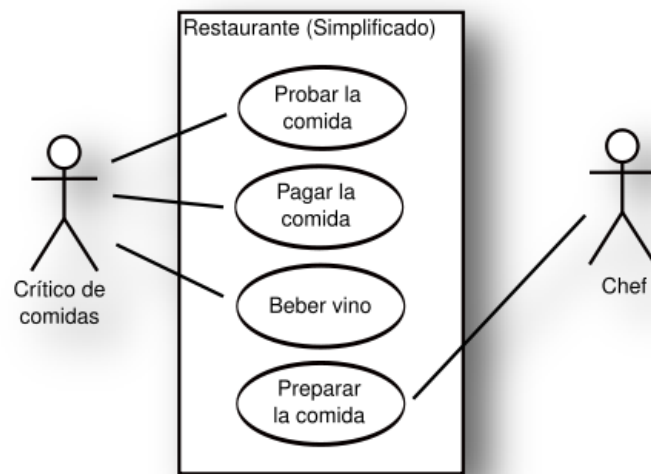 Restaurante (Simplificado)
Probar la
comida
Pagar la
comida
Beber vino
Preparar
la comida
Crítico de
comidas
Chef